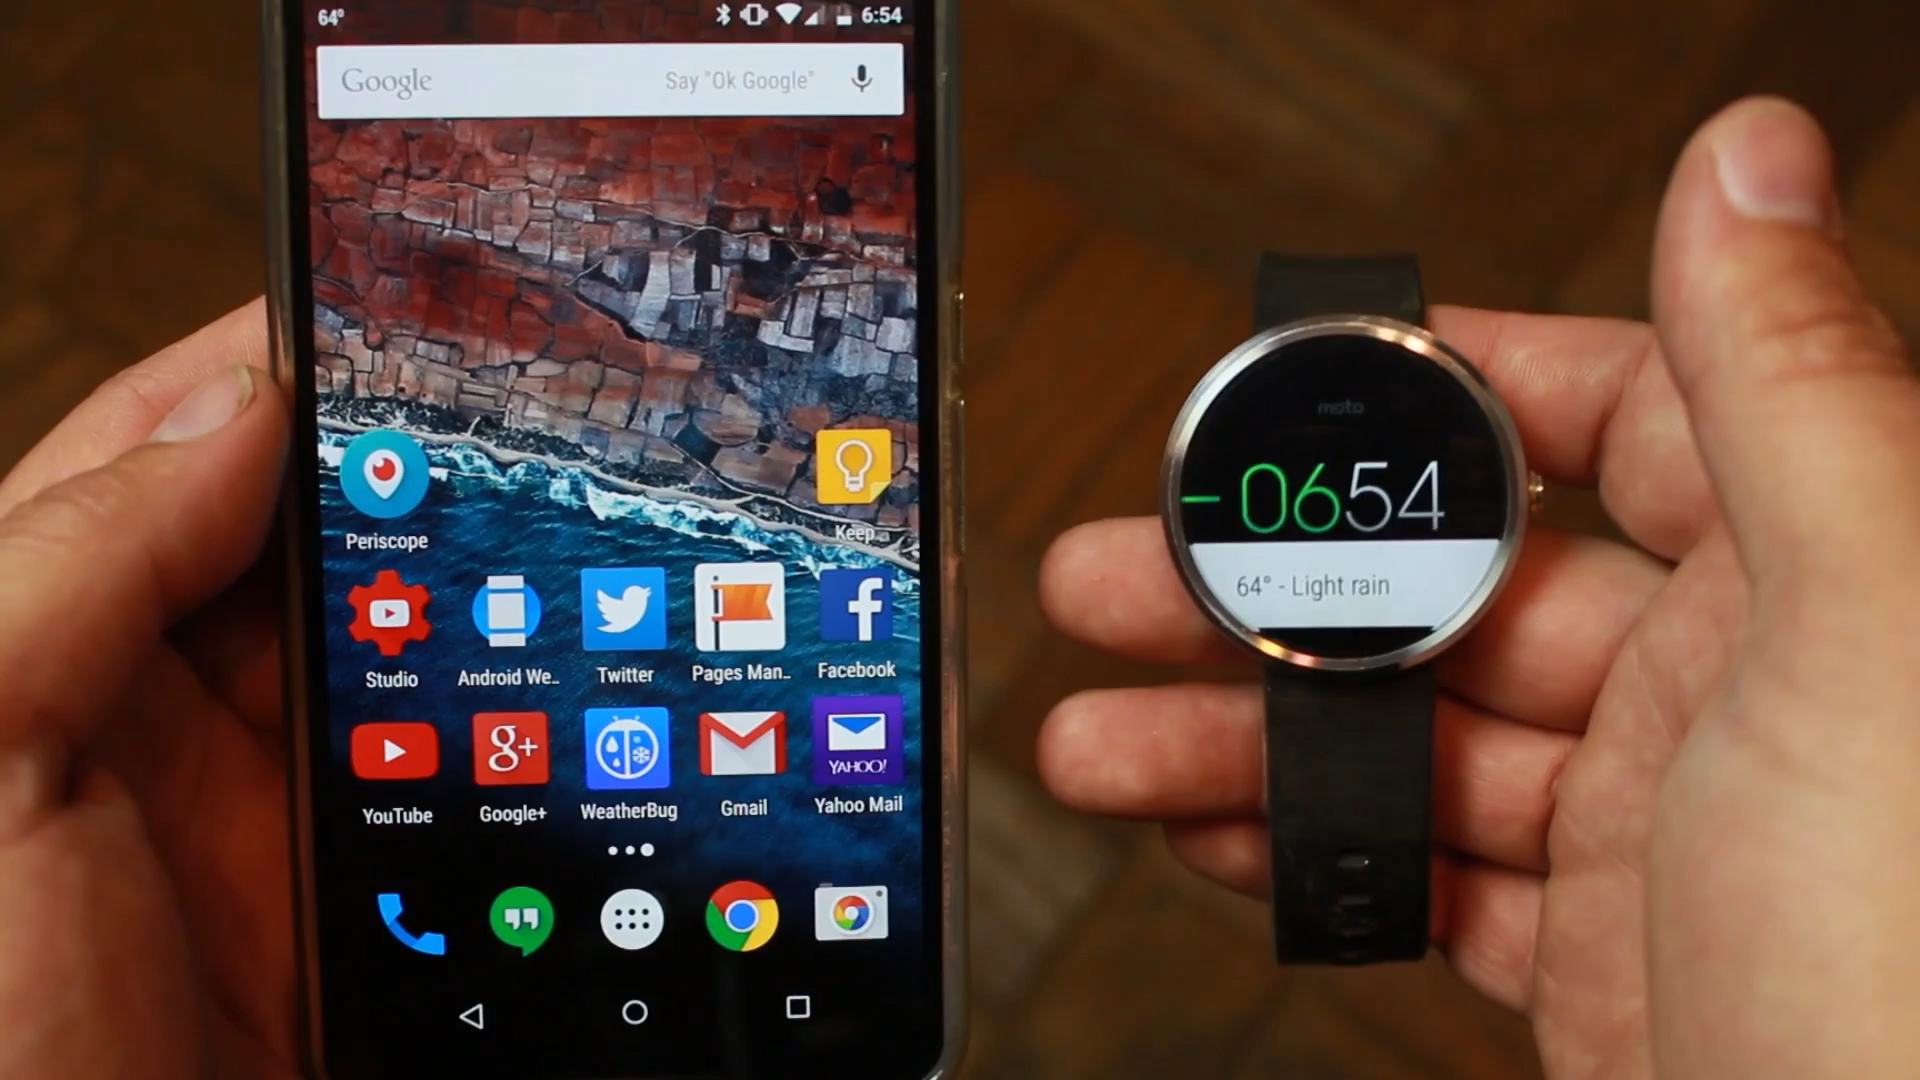 64°
6:54
Google
Say "Ok Google"
Periscope
Keep
Studio
Android We..
Twitter
Pages Man..
Facebook
g+
YAHOO!
YouTube
Google+
WeatherBug
Gmail
Yahoo Mail
moto
0654
64° - Light rain